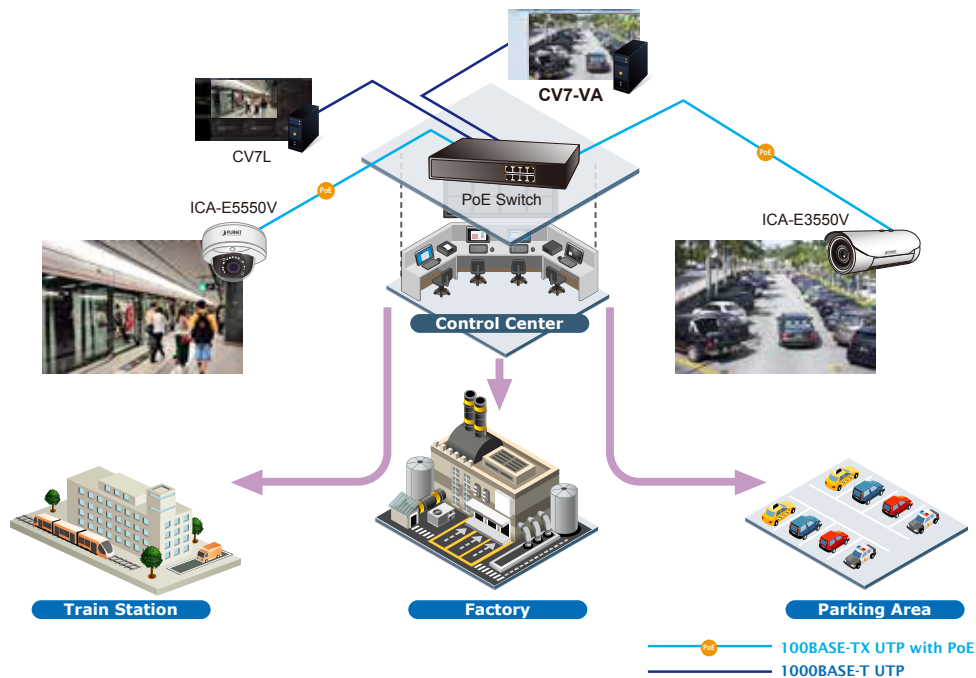 CV7-VA
CV7L
PoE
PoE Switch
PoE
ICA-E5550V
ICA-E3550V
PLANET
Control Center
Train Station
Factory
Parking Area
PoE
100BASE-TX UTP with PoE
1000BASE-T UTP